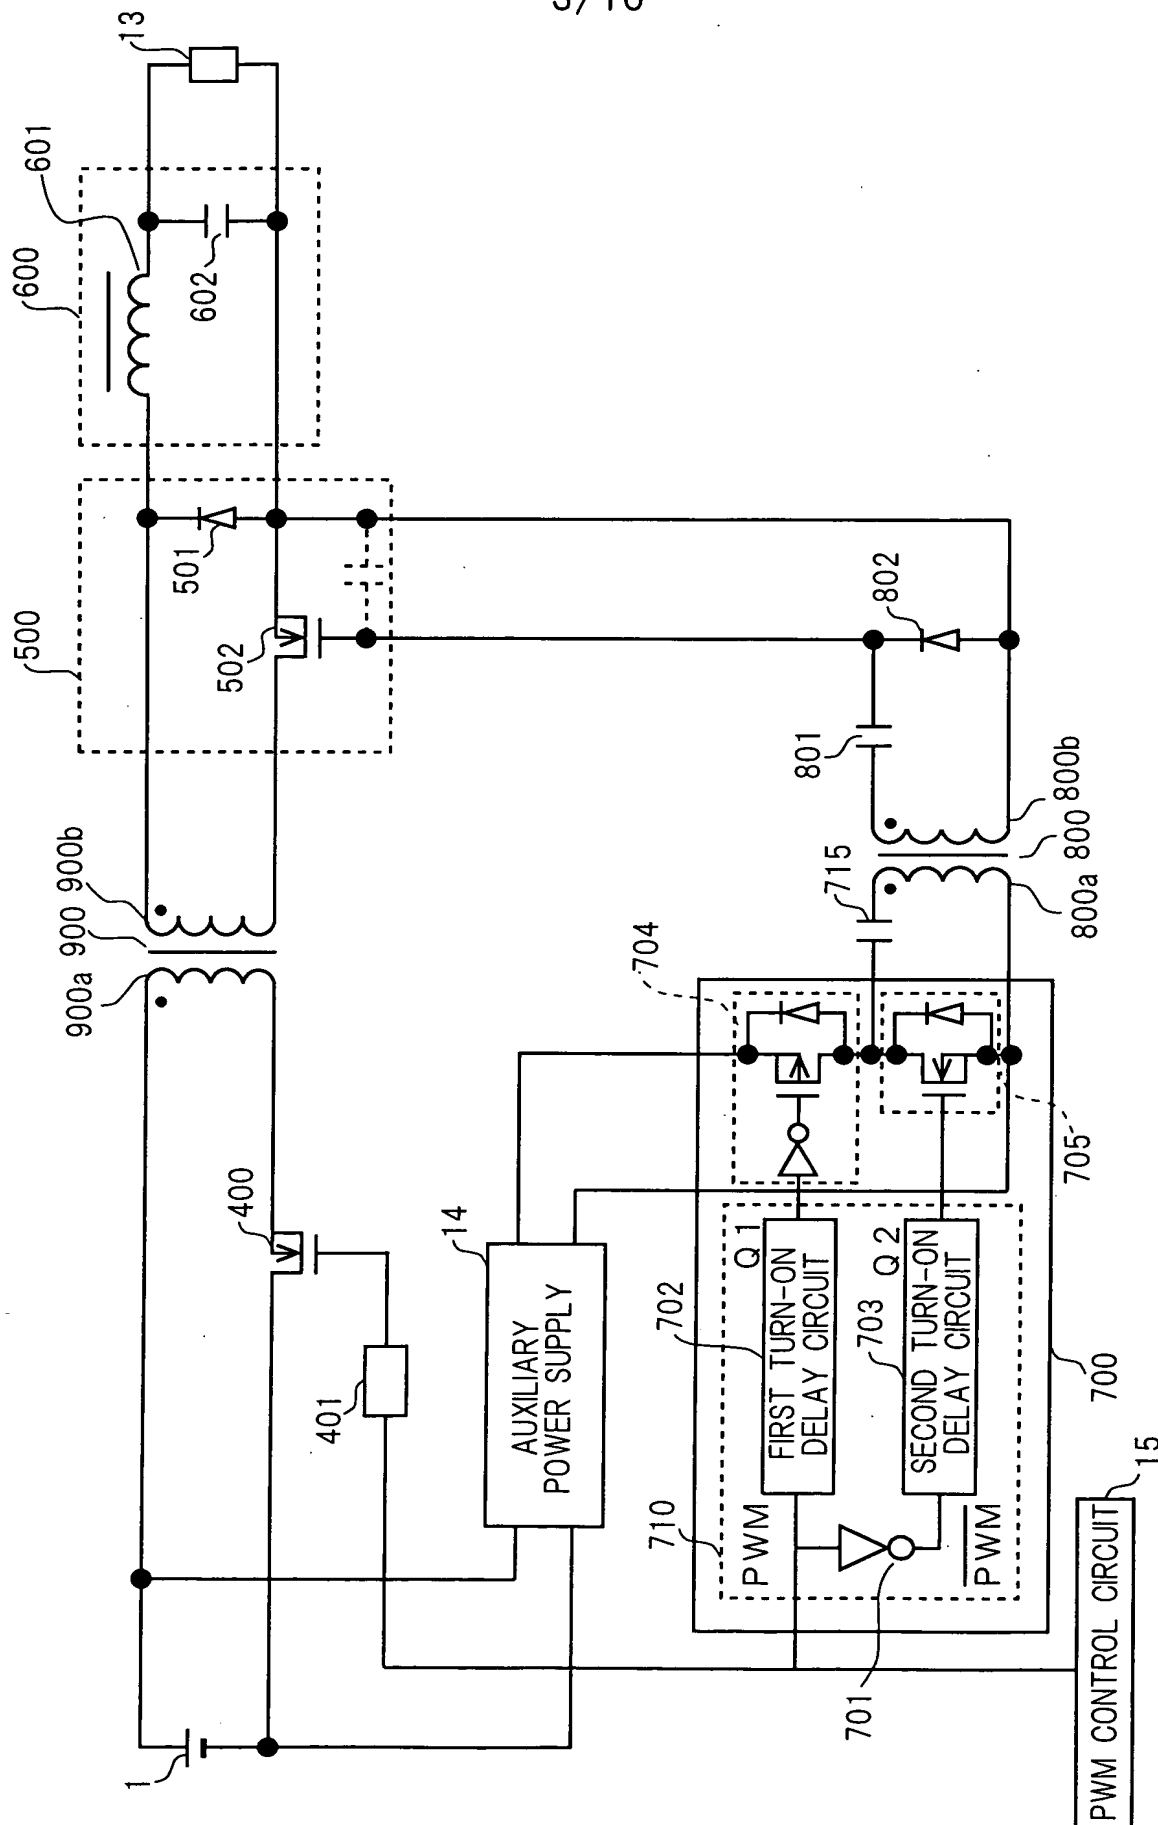 13
601
600
602
500
501
502
802
801
800b
800
800a
715
900b
900
900a
704
705
400
401
14
AUXILIARY
POWER SUPPLY
Q1
702
FIRST TURN-ON
DELAY CIRCUIT
Q2
703
SECOND TURN-ON
DELAY CIRCUIT
700
710
PWM
PWM
701
1
15
PWM CONTROL CIRCUIT